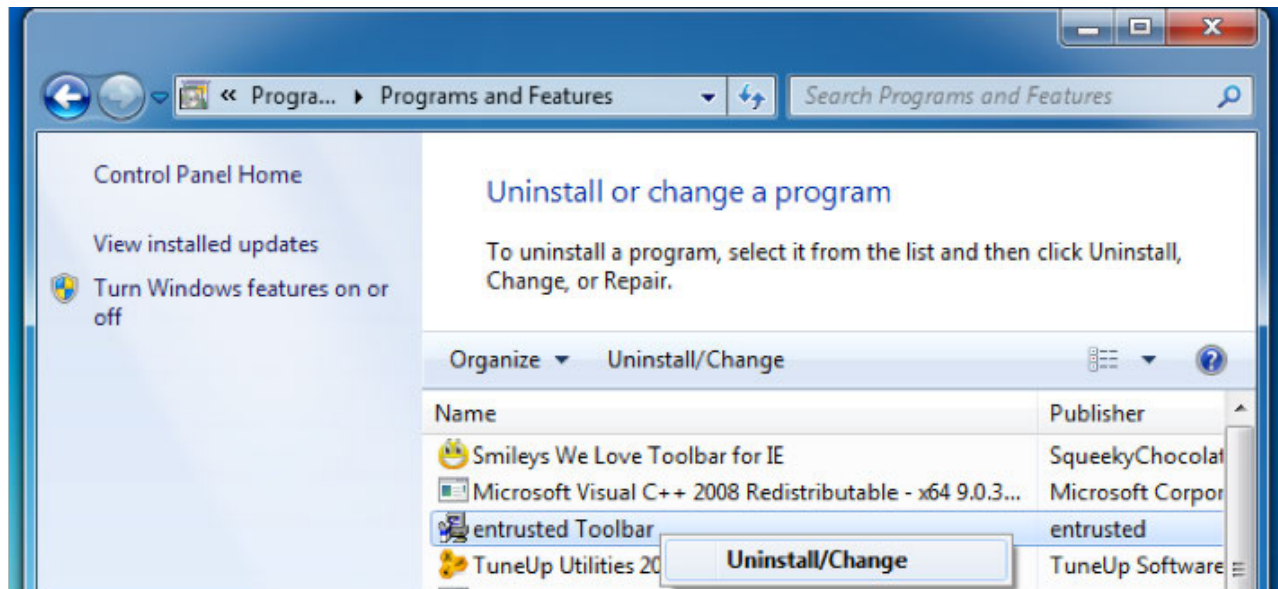 « Progra... Programs and Features
Search Programs and Features
Control Panel Home
View installed updates
Turn Windows features on or
off
Uninstall or change a program
To uninstall a program, select it from the list and then click Uninstall,
Change, or Repair.
Organize Uninstall/Change
Name Publisher
Smileys We Love Toolbar for IE SqueekyChocolat
Microsoft Visual C++ 2008 Redistributable - x64 9.0.3... Microsoft Corpor
entrusted Toolbar entrusted
TuneUp Utilities 20 Uninstall/Change TuneUp Software